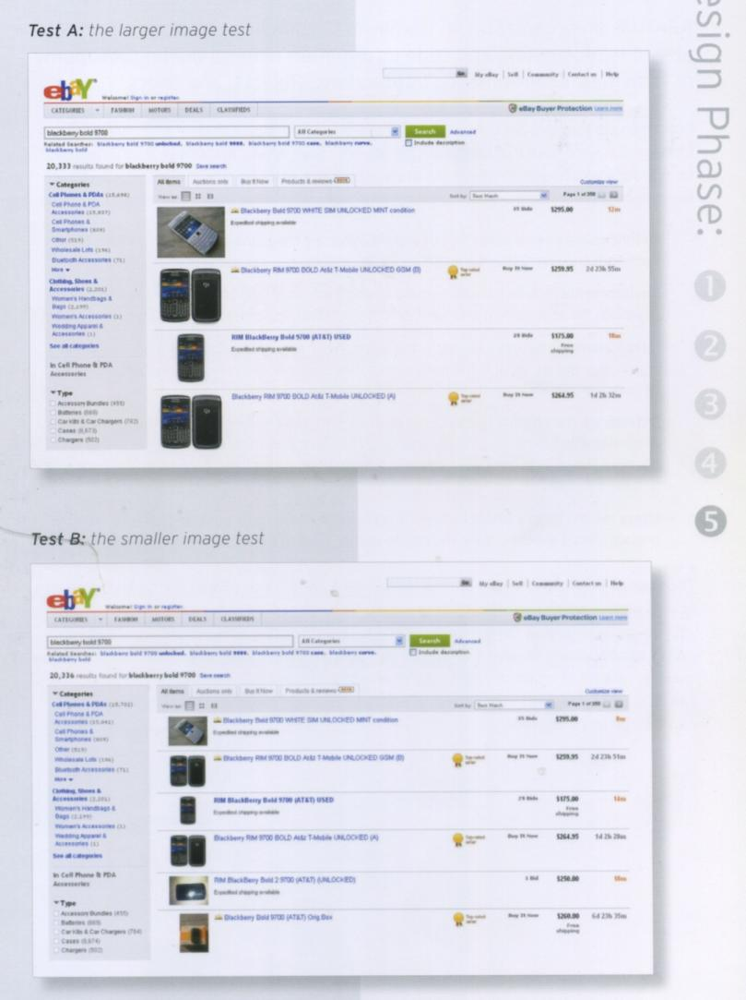 esign Phase:
1
2
3
4
5
Test A: the larger image test
ebay
Go
My eBay | Sell | Community | Contact us | Help
Welcome! Sign in or register.
CATEGORIES FASHION MOTORS DEALS CLASSIFIEDS
eBay Buyer Protection Learn more
blackberry bold 9700
All Categories
Search
Advanced
Related Searches: blackberry bold 9700 unlocked, blackberry bold 9000, blackberry bold 9700 case, blackberry curve,
blackberry bold
Include description
20,333 results found for blackberry bold 9700 Save search
Categories
Cell Phones & PDAs (15,698)
Cell Phone & PDA
Accessories (15,037)
Cell Phones &
Smartphones (609)
Other (519)
Wholesale Lots (196)
Bluetooth Accessories (71)
More
Clothing, Shoes &
Accessories (2,201)
Women's Handbags &
Bags (2,199)
Women's Accessories (1)
Wedding Apparel &
Accessories (1)
See all categories
In Cell Phone & PDA
Accessories
Type
Accessory Bundles (455)
Batteries (669)
Car Kits & Car Chargers (782)
Cases (8,673)
Chargers (502)
All items Auctions only Buy It Now Products & reviews BETA
Customize view
View as:
Sort by: Best Match
Page 1 of 350
Blackberry Bold 9700 WHITE SIM UNLOCKED MINT condition
Expedited shipping available
35 Bids
$295.00
12m
Blackberry RIM 9700 BOLD At&t T-Mobile UNLOCKED GSM (B)
Top-rated
seller
Buy It Now
$259.95
2d 23h 55m
RIM BlackBerry Bold 9700 (AT&T) USED
Expedited shipping available
29 Bids
$175.00
Free
shipping
18m
Blackberry RIM 9700 BOLD At&t T-Mobile UNLOCKED (A)
Top-rated
seller
Buy It Now
$264.95
1d 2h 32m
Test B: the smaller image test
ebay
Go
My eBay | Sell | Community | Contact us | Help
Welcome! Sign in or register.
CATEGORIES FASHION MOTORS DEALS CLASSIFIEDS
eBay Buyer Protection Learn more
blackberry bold 9700
All Categories
Search
Advanced
Related Searches: blackberry bold 9700 unlocked, blackberry bold 9000, blackberry bold 9700 case, blackberry curve,
blackberry bold
Include description
20,336 results found for blackberry bold 9700 Save search
Categories
Cell Phones & PDAs (15,702)
Cell Phone & PDA
Accessories (15,041)
Cell Phones &
Smartphones (609)
Other (519)
Wholesale Lots (196)
Bluetooth Accessories (71)
More
Clothing, Shoes &
Accessories (2,201)
Women's Handbags &
Bags (2,199)
Women's Accessories (1)
Wedding Apparel &
Accessories (1)
See all categories
In Cell Phone & PDA
Accessories
Type
Accessory Bundles (455)
Batteries (669)
Car Kits & Car Chargers (784)
Cases (8,674)
Chargers (502)
All items Auctions only Buy It Now Products & reviews BETA
Customize view
View as:
Sort by: Best Match
Page 1 of 350
Blackberry Bold 9700 WHITE SIM UNLOCKED MINT condition
Expedited shipping available
35 Bids
$295.00
8m
Blackberry RIM 9700 BOLD At&t T-Mobile UNLOCKED GSM (B)
Top-rated
seller
Buy It Now
$259.95
2d 23h 51m
RIM BlackBerry Bold 9700 (AT&T) USED
Expedited shipping available
29 Bids
$175.00
Free
shipping
14m
Blackberry RIM 9700 BOLD At&t T-Mobile UNLOCKED (A)
Top-rated
seller
Buy It Now
$264.95
1d 2h 28m
RIM BlackBerry Bold 2 9700 (AT&T) (UNLOCKED)
Expedited shipping available
1 Bid
$250.00
Blackberry Bold 9700 (AT&T) Orig.Box
Top-rated
seller
Buy It Now
$260.00
Free
shipping
6d 23h 35m